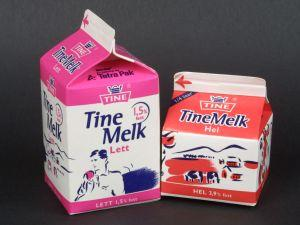 Tine
Melk
Lett
Tetra Pak
TINE
1,5%
fett
Tine
Melk
Lett
LETT 1,5% fett
TINE
TineMelk
Hel
HEL 3,9% fett